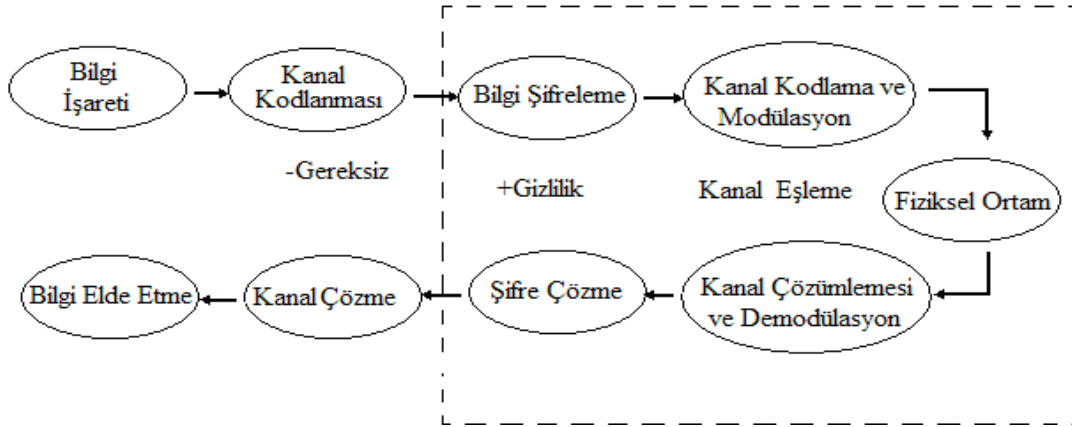 Bilgi
İşareti
Kanal
Kodlanması
Bilgi Şifreleme
Kanal Kodlama ve
Modülasyon
-Gereksiz
+Gizlilik
Kanal Eşleme
Fiziksel Ortam
Bilgi Elde Etme
Kanal Çözme
Şifre Çözme
Kanal Çözümlemesi
ve Demodülasyon